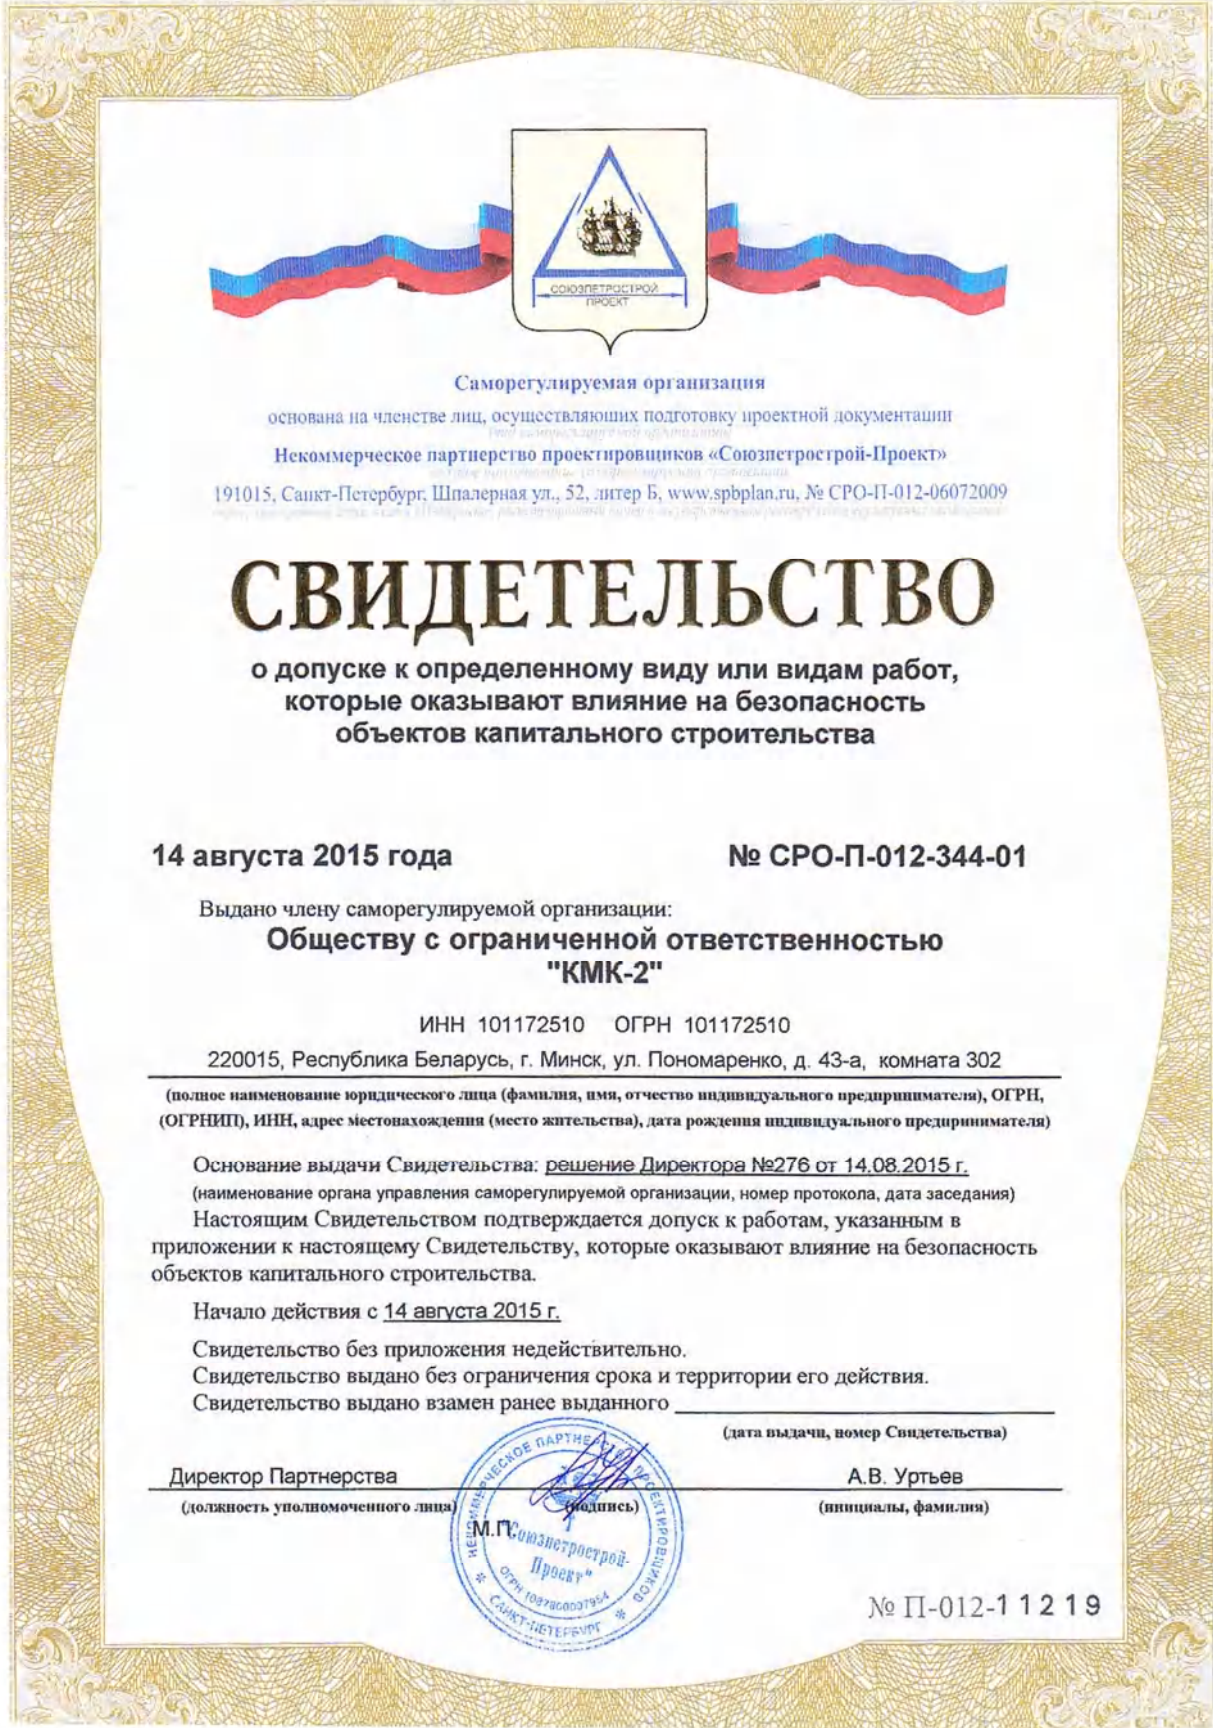 СОЮЗПЕТРОСТРОЙ
ПРОЕКТ
Саморегулируемая организация
основана на членстве лиц, осуществляющих подготовку проектной документации
Некоммерческое партнерство проектировщиков «Союзпетрострой-Проект»
191015, Санкт-Петербург, Шпалерная ул., 52, литер Б, www.spbplan.ru, № СРО-П-012-06072009
СВИДЕТЕЛЬСТВО
о допуске к определенному виду или видам работ,
которые оказывают влияние на безопасность
объектов капитального строительства
14 августа 2015 года № СРО-П-012-344-01
Выдано члену саморегулируемой организации:
Обществу с ограниченной ответственностью
"КМК-2"
ИНН 101172510 ОГРН 101172510
220015, Республика Беларусь, г. Минск, ул. Пономаренко, д. 43-а, комната 302
(полное наименование юридического лица (фамилия, имя, отчество индивидуального предпринимателя), ОГРН,
(ОГРНИП), ИНН, адрес местонахождения (место жительства), дата рождения индивидуального предпринимателя)
Основание выдачи Свидетельства: решение Директора №276 от 14.08.2015 г.
(наименование органа управления саморегулируемой организации, номер протокола, дата заседания)
Настоящим Свидетельством подтверждается допуск к работам, указанным в
приложении к настоящему Свидетельству, которые оказывают влияние на безопасность
объектов капитального строительства.
Начало действия с 14 августа 2015 г.
Свидетельство без приложения недействительно.
Свидетельство выдано без ограничения срока и территории его действия.
Свидетельство выдано взамен ранее выданного
(дата выдачи, номер Свидетельства)
Директор Партнерства А.В. Уртьев
(должность уполномоченного лица) (подпись) (инициалы, фамилия)
М.П.
НЕКОММЕРЧЕСКОЕ ПАРТНЕРСТВО ПРОЕКТИРОВЩИКОВ
"Союзпетрострой-
Проект"
ОГРН
САНКТ-ПЕТЕРБУРГ
№ П-012-11219